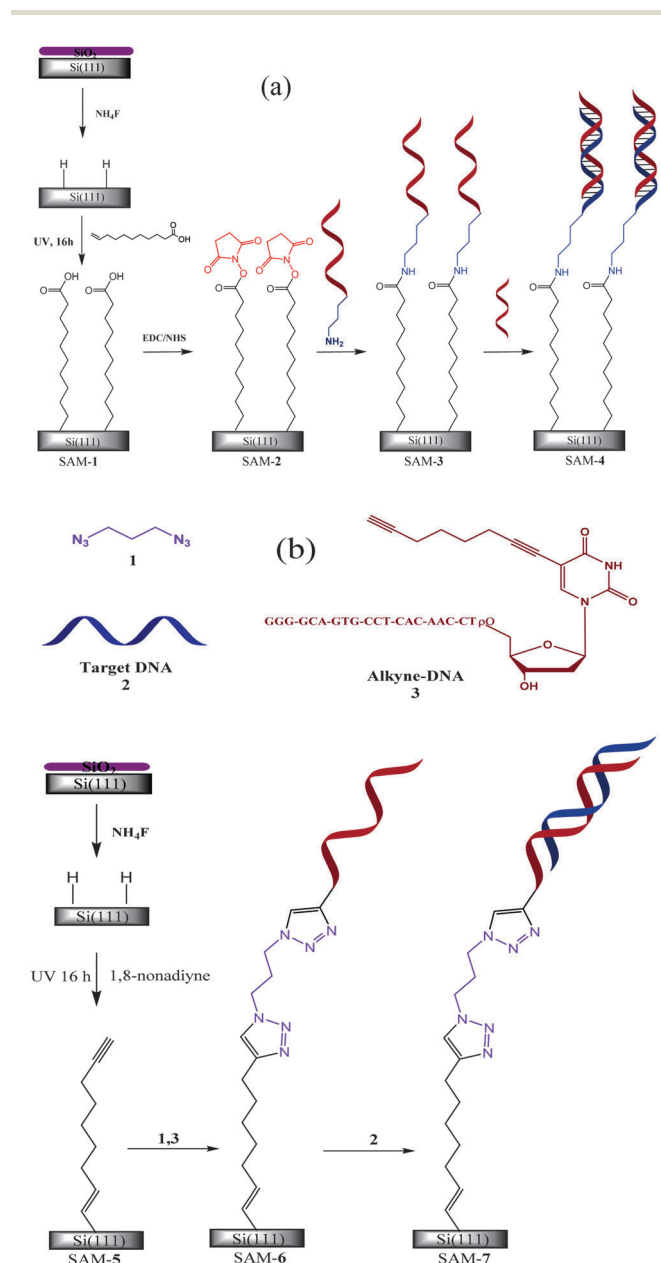 SiO2
Si(111)
(a)
NH4F
H H
UV, 16h
O
OH
OH OH
O O
EDC/NHS
O O
N N
O O
O O
O O
NH2
NH NH
O O
NH NH
O O
Si(111) Si(111) Si(111) Si(111)
SAM-1 SAM-2 SAM-3 SAM-4
(b)
N3 N3
1
O
NH
N O
GGG-GCA-GTG-CCT-CAC-AAC-CTpO
O
OH
Target DNA
2
Alkyne-DNA
3
SiO2
Si(111)
NH4F
H H
Si(111)
UV 16 h 1,8-nonadiyne
N N N
N N N
N N N
N N N
1,3
2
Si(111) Si(111) Si(111)
SAM-5 SAM-6 SAM-7